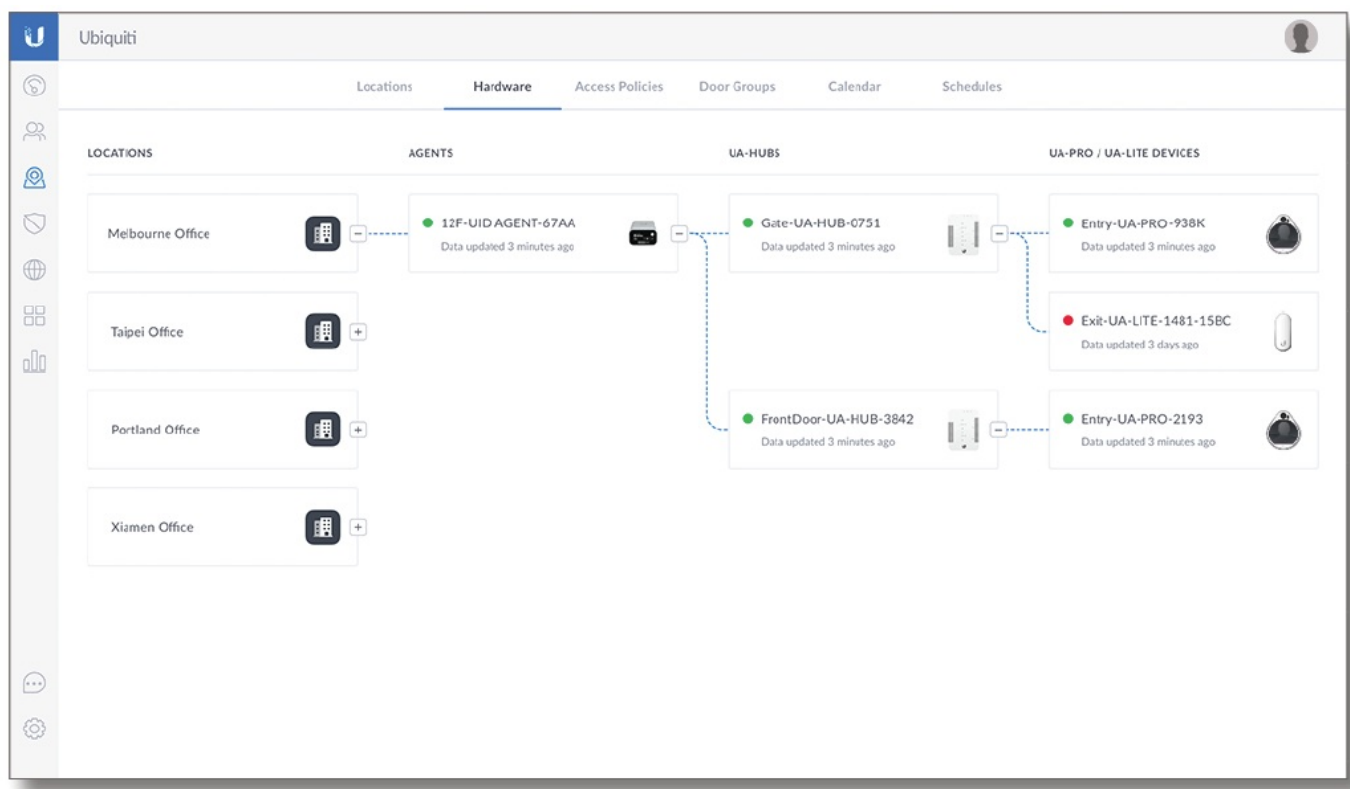 Ubiquiti
Locations Hardware Access Policies Door Groups Calendar Schedules
LOCATIONS AGENTS UA-HUBS UA-PRO / UA-LITE DEVICES
Melbourne Office
12F-UID AGENT-67AA
Data updated 3 minutes ago
Gate-UA-HUB-0751
Data updated 3 minutes ago
Entry-UA-PRO-938K
Data updated 3 minutes ago
Taipei Office
Exit-UA-LITE-1481-15BC
Data updated 3 days ago
Portland Office
FrontDoor-UA-HUB-3842
Data updated 3 minutes ago
Entry-UA-PRO-2193
Data updated 3 minutes ago
Xiamen Office